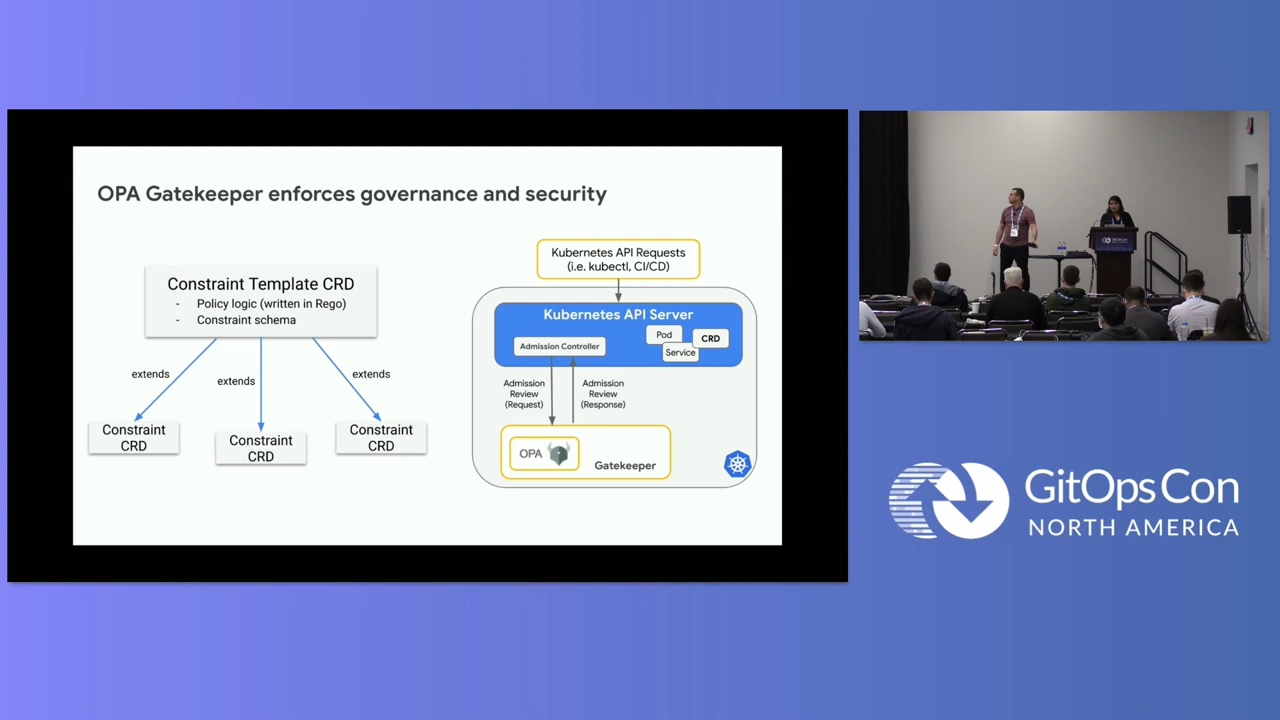 OPA Gatekeeper enforces governance and security
Constraint Template CRD
- Policy logic (written in Rego)
- Constraint schema
extends
extends
extends
Constraint
CRD
Constraint
CRD
Constraint
CRD
Kubernetes API Requests
(i.e. kubectl, CI/CD)
Kubernetes API Server
Admission Controller
Pod
Service
CRD
Admission
Review
(Request)
Admission
Review
(Response)
OPA
Gatekeeper
GitOpsCon
GitOpsCon
NORTH AMERICA